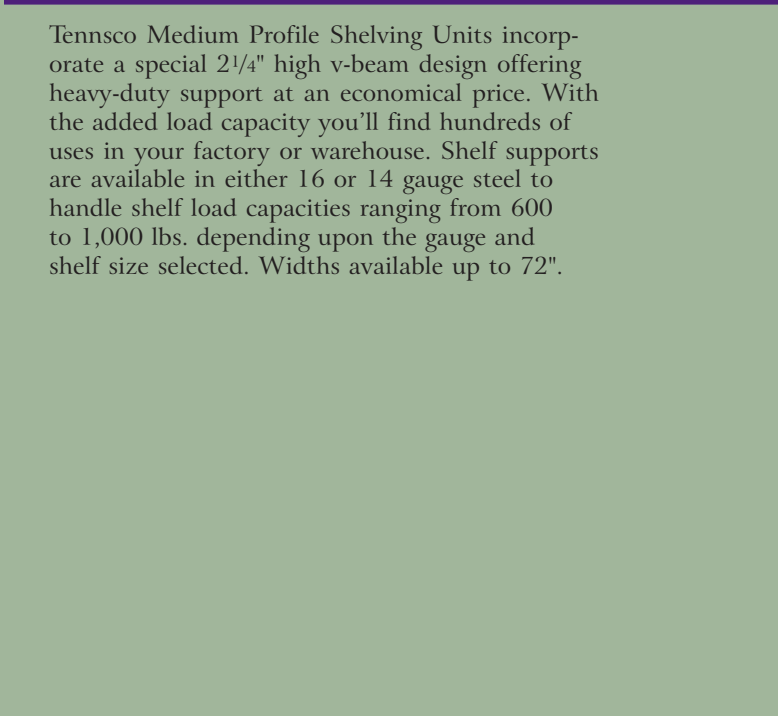 Tennsco Medium Profile Shelving Units incorp-
orate a special 2 1/4" high v-beam design offering
heavy-duty support at an economical price. With
the added load capacity you’ll find hundreds of
uses in your factory or warehouse. Shelf supports
are available in either 16 or 14 gauge steel to
handle shelf load capacities ranging from 600
to 1,000 lbs. depending upon the gauge and
shelf size selected. Widths available up to 72".